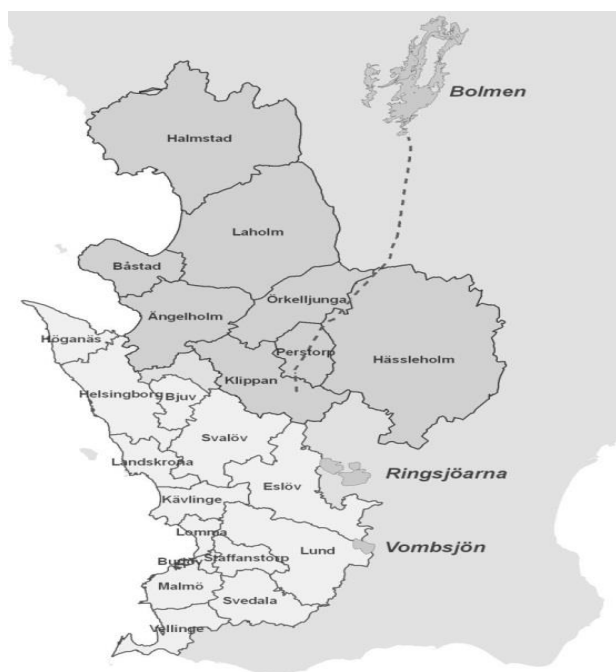 Bolmen
Halmstad
Laholm
Båstad
Örkelljunga
Ängelholm
Höganäs
Perstorp
Hässleholm
Klippan
Helsingborg
Bjuv
Svalöv
Landskrona
Ringsjöarna
Eslöv
Kävlinge
Lomma
Lund
Vombsjön
Burlöv
Staffanstorp
Malmö
Svedala
Vellinge